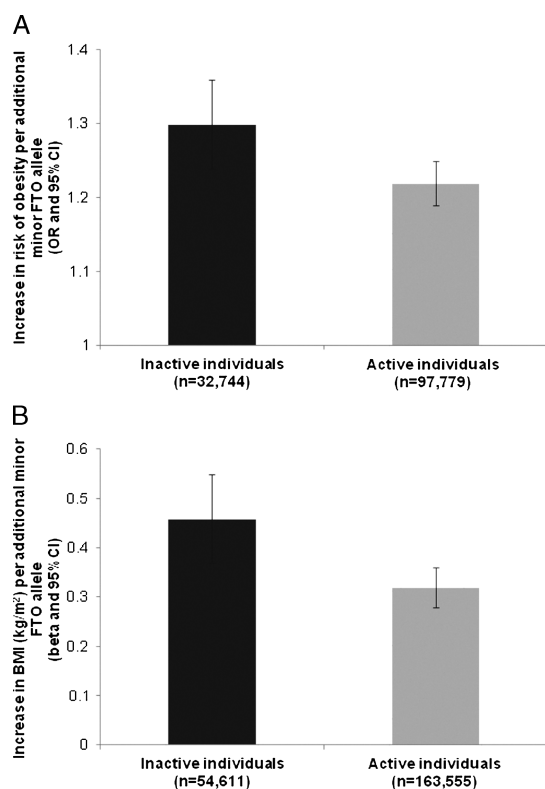 A
Increase in risk of obesity per additional
minor FTO allele
(OR and 95% CI)
1.4
1.3
1.2
1.1
1
Inactive individuals
(n=32,744)
Active individuals
(n=97,779)
B
Increase in BMI (kg/m²) per additional minor
FTO allele
(beta and 95% CI)
0.6
0.5
0.4
0.3
0.2
0.1
0
Inactive individuals
(n=54,611)
Active individuals
(n=163,555)